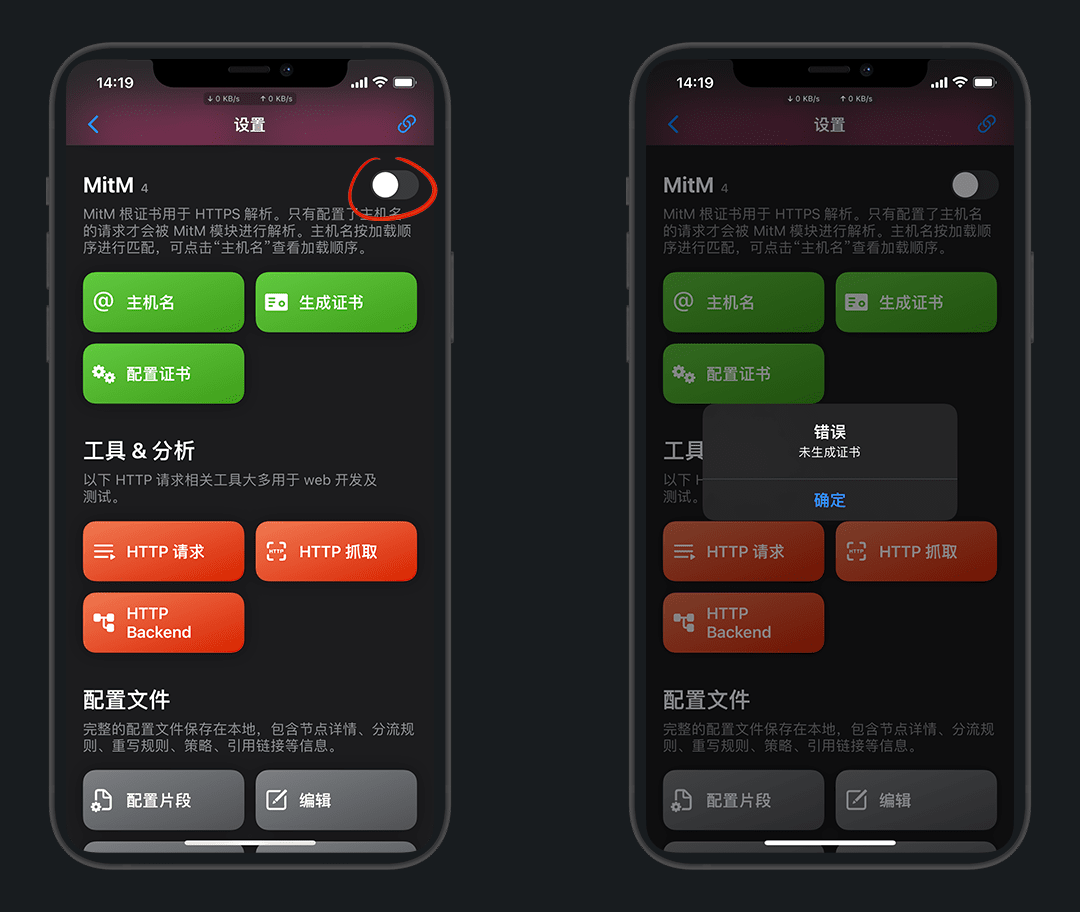 14:19
↓ 0 KB/s ↑ 0 KB/s
设置
MitM 4
MitM 根证书用于 HTTPS 解析。只有配置了主机名
的请求才会被 MitM 模块进行解析。主机名按加载顺
序进行匹配，可点击“主机名”查看加载顺序。
主机名
生成证书
配置证书
工具 & 分析
以下 HTTP 请求相关工具大多用于 web 开发及
测试。
HTTP 请求
HTTP 抓取
HTTP
Backend
配置文件
完整的配置文件保存在本地，包含节点详情、分流规
则、重写规则、策略、引用链接等信息。
配置片段
编辑
14:19
↓ 0 KB/s ↑ 0 KB/s
设置
MitM 4
MitM 根证书用于 HTTPS 解析。只有配置了主机名
的请求才会被 MitM 模块进行解析。主机名按加载顺
序进行匹配，可点击“主机名”查看加载顺序。
主机名
生成证书
配置证书
错误
未生成证书
确定
工具
以下 H
测试。
HTTP 请求
HTTP 抓取
HTTP
Backend
配置文件
完整的配置文件保存在本地，包含节点详情、分流规
则、重写规则、策略、引用链接等信息。
配置片段
编辑